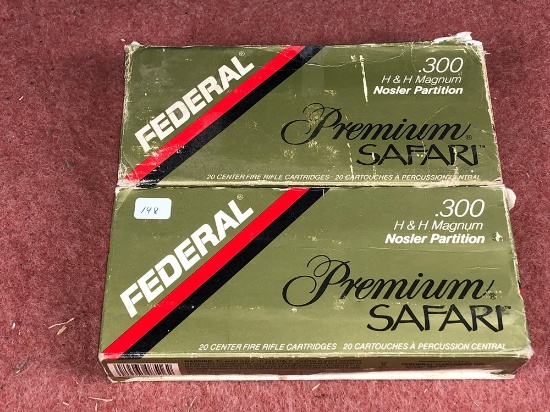 FEDERAL®
.300
H & H Magnum
Nosler Partition
Premium®
SAFARI™
20 CENTER FIRE RIFLE CARTRIDGES - 20 CARTOUCHES À PERCUSSION CENTRAL
148
FEDERAL®
.300
H & H Magnum
Nosler Partition
Premium®
SAFARI
20 CENTER FIRE RIFLE CARTRIDGES - 20 CARTOUCHES À PERCUSSION CENTRAL